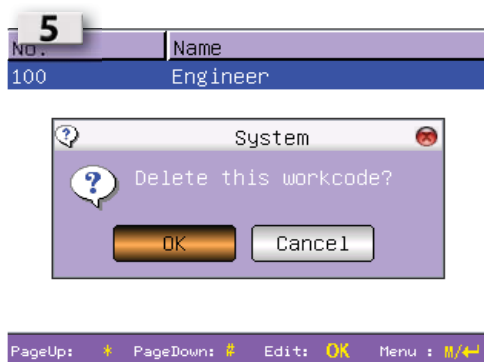 5
No. Name
100 Engineer
System
Delete this workcode?
OK Cancel
PageUp: * PageDown: # Edit: OK Menu : M/↵